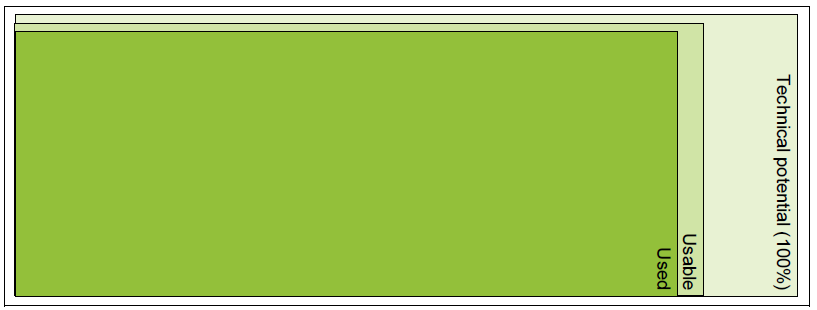 Technical potential (100%)
Usable
Used